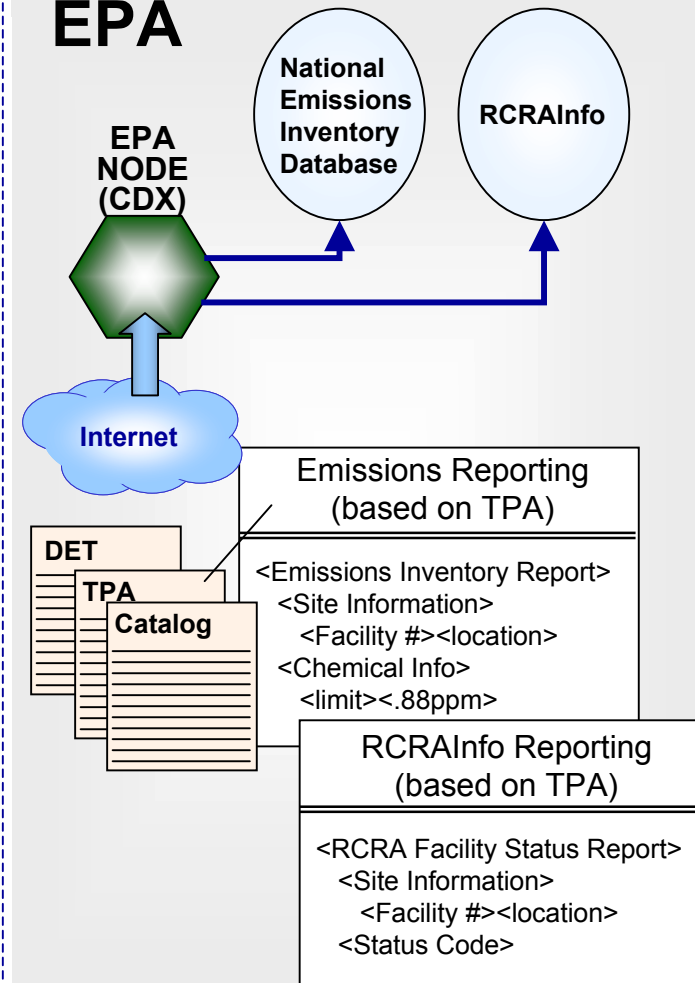 EPA
National
Emissions
Inventory
Database
RCRAInfo
EPA
NODE
(CDX)
Internet
Emissions Reporting
(based on TPA)
<Emissions Inventory Report>
<Site Information>
<Facility #><location>
<Chemical Info>
<limit><.88ppm>
DET
TPA
Catalog
RCRAInfo Reporting
(based on TPA)
<RCRA Facility Status Report>
<Site Information>
<Facility #><location>
<Status Code>